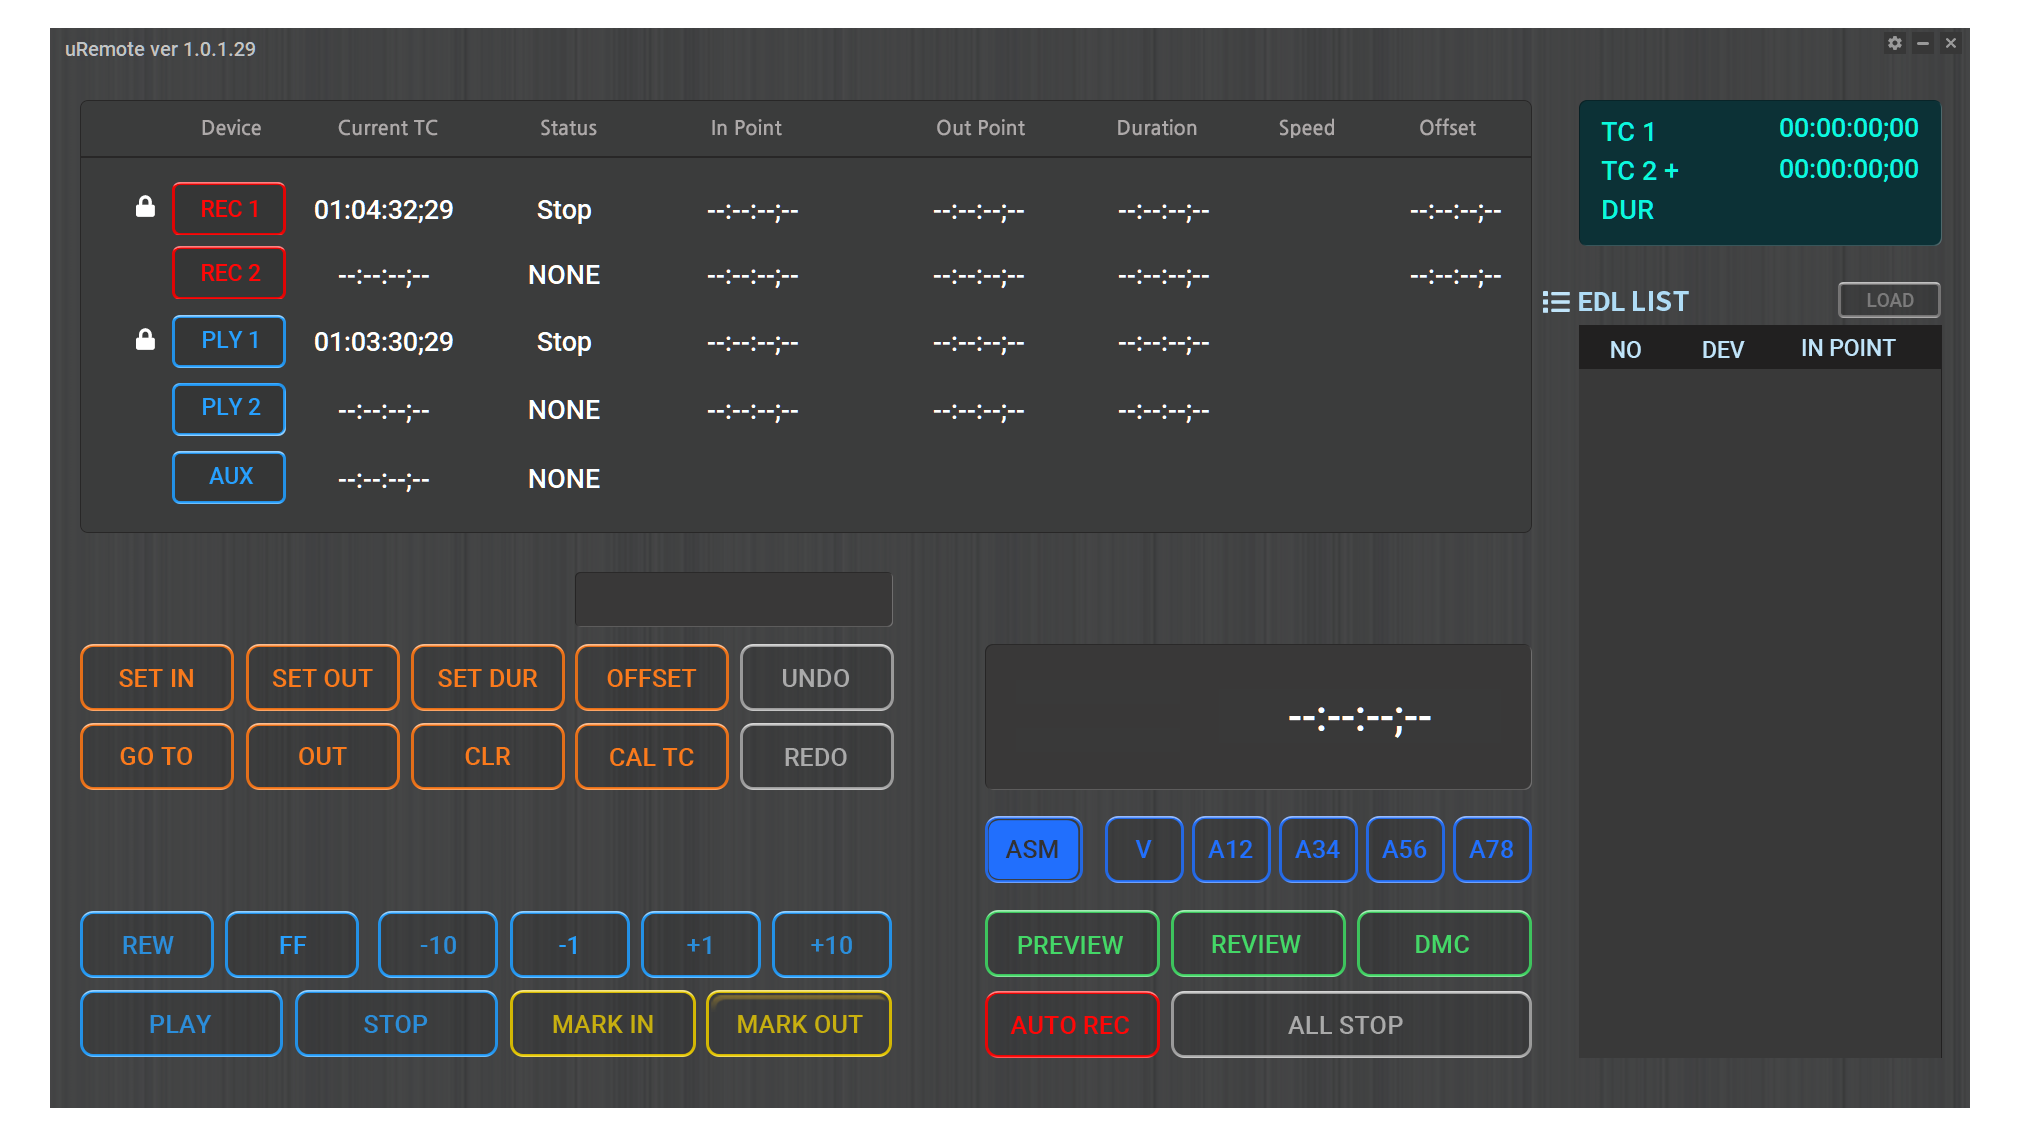 uRemote ver 1.0.1.29
Device Current TC Status In Point Out Point Duration Speed Offset
REC 1 01:04:32;29 Stop --:--:--;-- --:--:--;-- --:--:--;-- --:--:--;--
REC 2 --:--:--;-- NONE --:--:--;-- --:--:--;-- --:--:--;-- --:--:--;--
PLY 1 01:03:30;29 Stop --:--:--;-- --:--:--;-- --:--:--;--
PLY 2 --:--:--;-- NONE --:--:--;-- --:--:--;-- --:--:--;--
AUX --:--:--;-- NONE
TC 1 00:00:00;00
TC 2 + 00:00:00;00
DUR
EDL LIST LOAD
NO DEV IN POINT
SET IN SET OUT SET DUR OFFSET UNDO
GO TO OUT CLR CAL TC REDO
--:--:--;--
ASM V A12 A34 A56 A78
REW FF -10 -1 +1 +10
PREVIEW REVIEW DMC
PLAY STOP MARK IN MARK OUT
AUTO REC ALL STOP